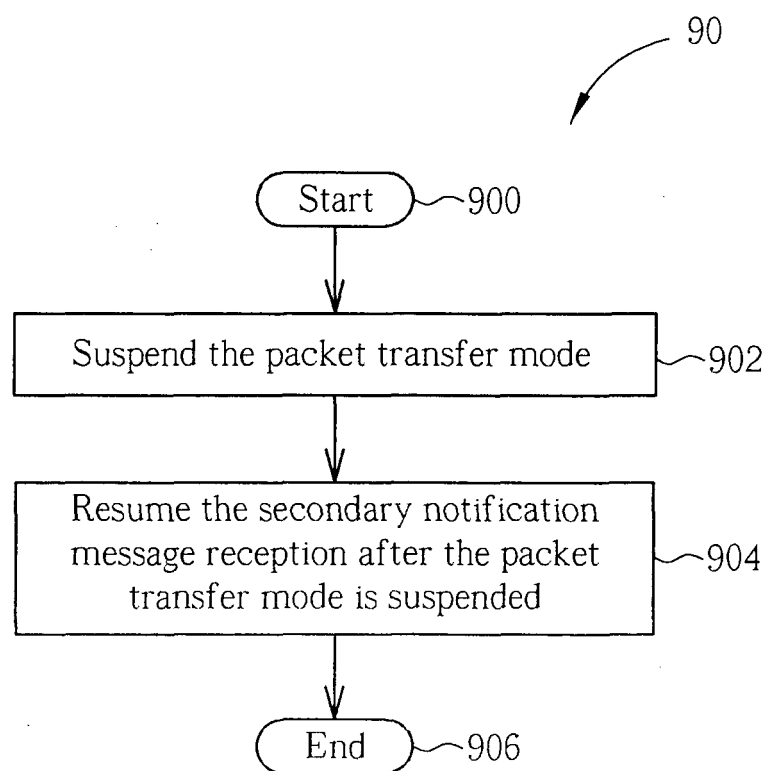 90
Start
900
Suspend the packet transfer mode
902
Resume the secondary notification
message reception after the packet
transfer mode is suspended
904
End
906